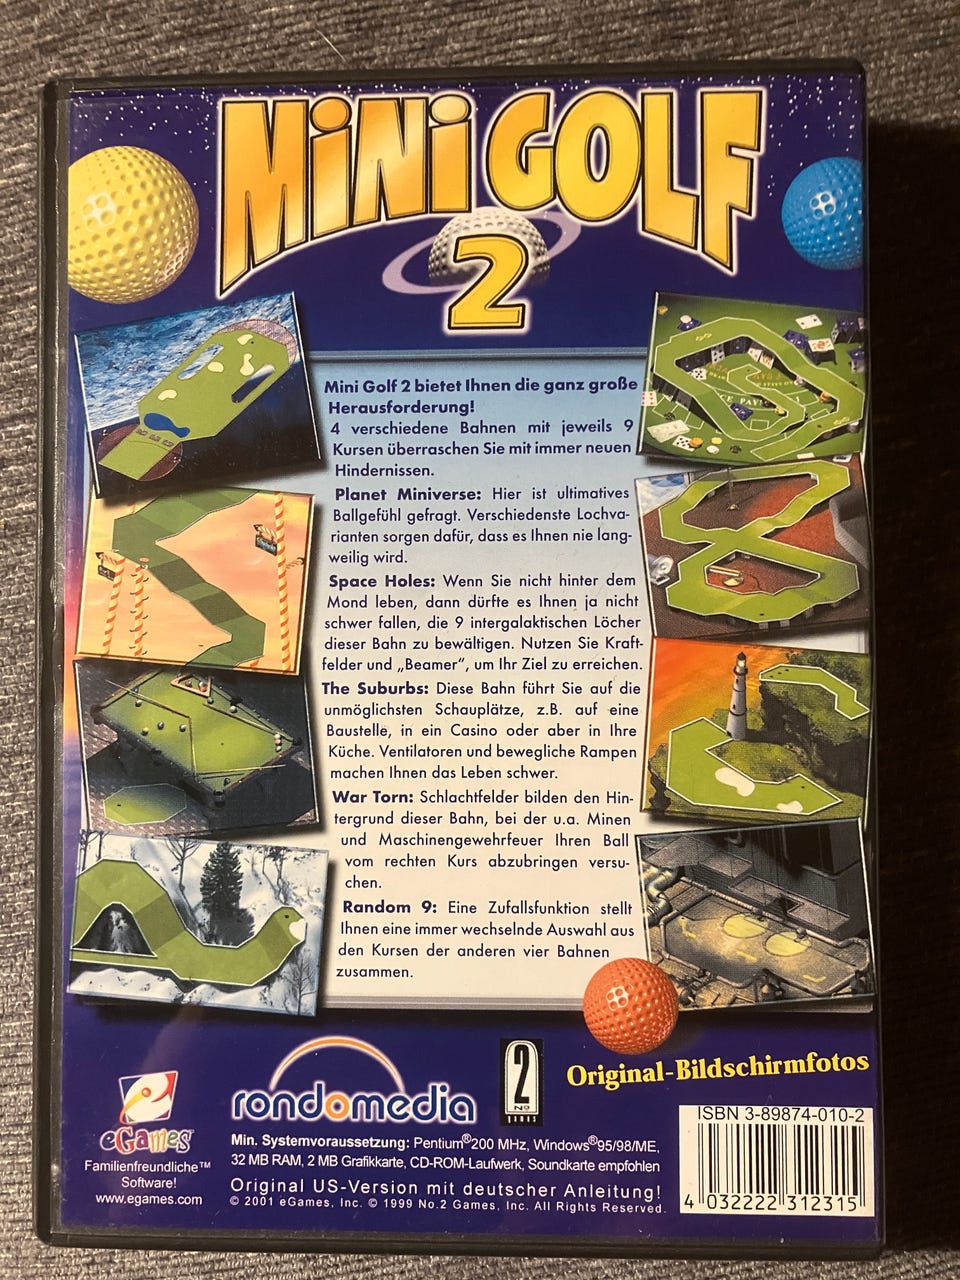 MiNi GOLF
2
Mini Golf 2 bietet Ihnen die ganz große
Herausforderung!
4 verschiedene Bahnen mit jeweils 9
Kursen überraschen Sie mit immer neuen
Hindernissen.
Planet Miniverse: Hier ist ultimatives
Ballgefühl gefragt. Verschiedenste Lochva-
rianten sorgen dafür, dass es Ihnen nie lang-
weilig wird.
Space Holes: Wenn Sie nicht hinter dem
Mond leben, dann dürfte es Ihnen ja nicht
schwer fallen, die 9 intergalaktischen Löcher
dieser Bahn zu bewältigen. Nutzen Sie Kraft-
felder und „Beamer“, um Ihr Ziel zu erreichen.
The Suburbs: Diese Bahn führt Sie auf die
unmöglichsten Schauplätze, z.B. auf eine
Baustelle, in ein Casino oder aber in Ihre
Küche. Ventilatoren und bewegliche Rampen
machen Ihnen das Leben schwer.
War Torn: Schlachtfelder bilden den Hin-
tergrund dieser Bahn, bei der u.a. Minen
und Maschinengewehrfeuer Ihren Ball
vom rechten Kurs abzubringen versu-
chen.
Random 9: Eine Zufallsfunktion stellt
Ihnen eine immer wechselnde Auswahl aus
den Kursen der anderen vier Bahnen
zusammen.
Original-Bildschirmfotos
eGames™
Familienfreundliche™
Software!
www.egames.com
rondomedia
2
No
GAMES
Min. Systemvoraussetzung: Pentium®200 MHz, Windows®95/98/ME,
32 MB RAM, 2 MB Grafikkarte, CD-ROM-Laufwerk, Soundkarte empfohlen
Original US-Version mit deutscher Anleitung!
© 2001 eGames, Inc. © 1999 No.2 Games, Inc. All Rights Reserved.
ISBN 3-89874-010-2
4 032222 312315